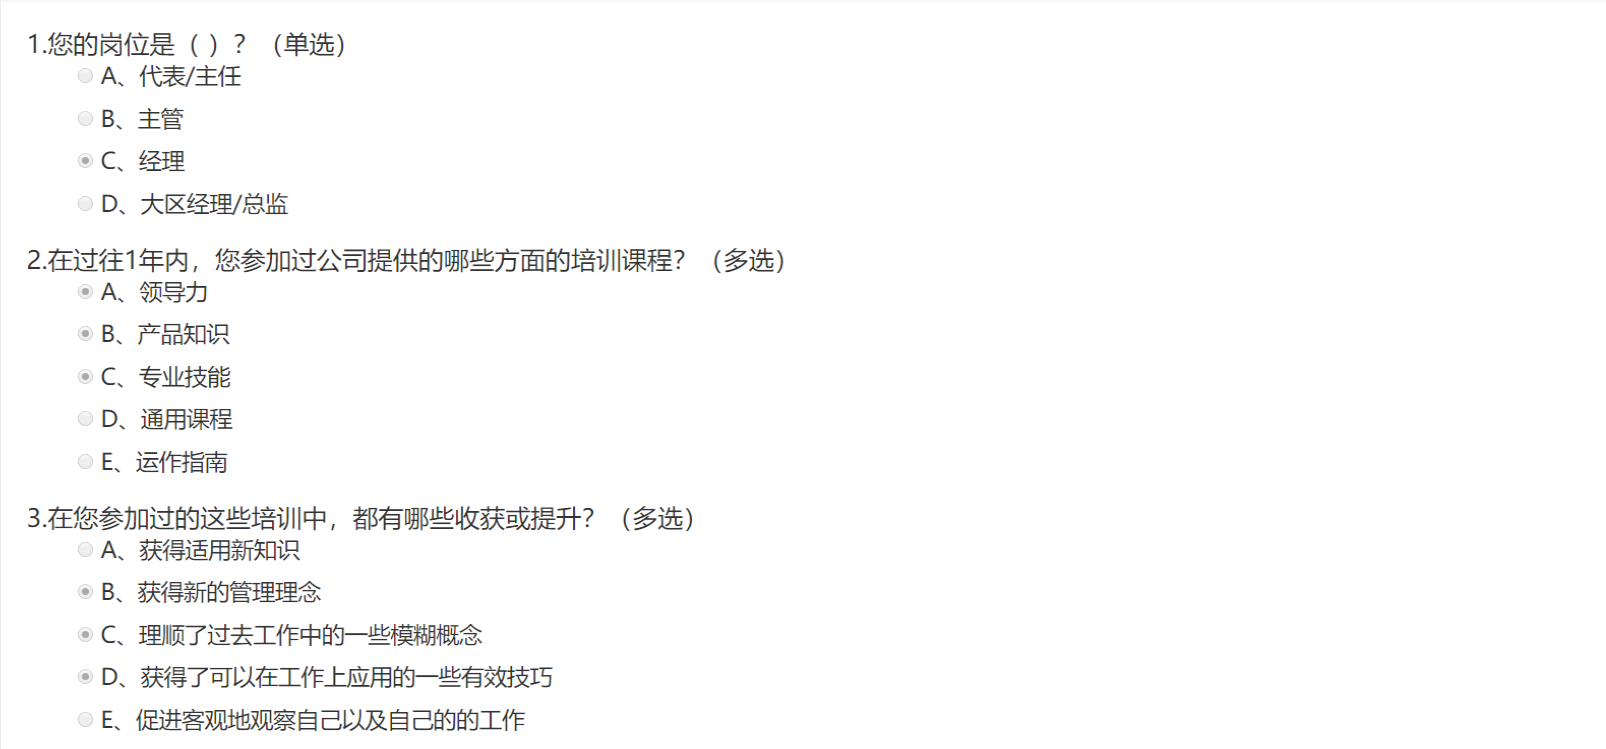 1.您的岗位是（ ）？（单选）
A、代表/主任
B、主管
C、经理
D、大区经理/总监
2.在过往1年内，您参加过公司提供的哪些方面的培训课程？（多选）
A、领导力
B、产品知识
C、专业技能
D、通用课程
E、运作指南
3.在您参加过的这些培训中，都有哪些收获或提升？（多选）
A、获得适用新知识
B、获得新的管理理念
C、理顺了过去工作中的一些模糊概念
D、获得了可以在工作上应用的一些有效技巧
E、促进客观地观察自己以及自己的的工作